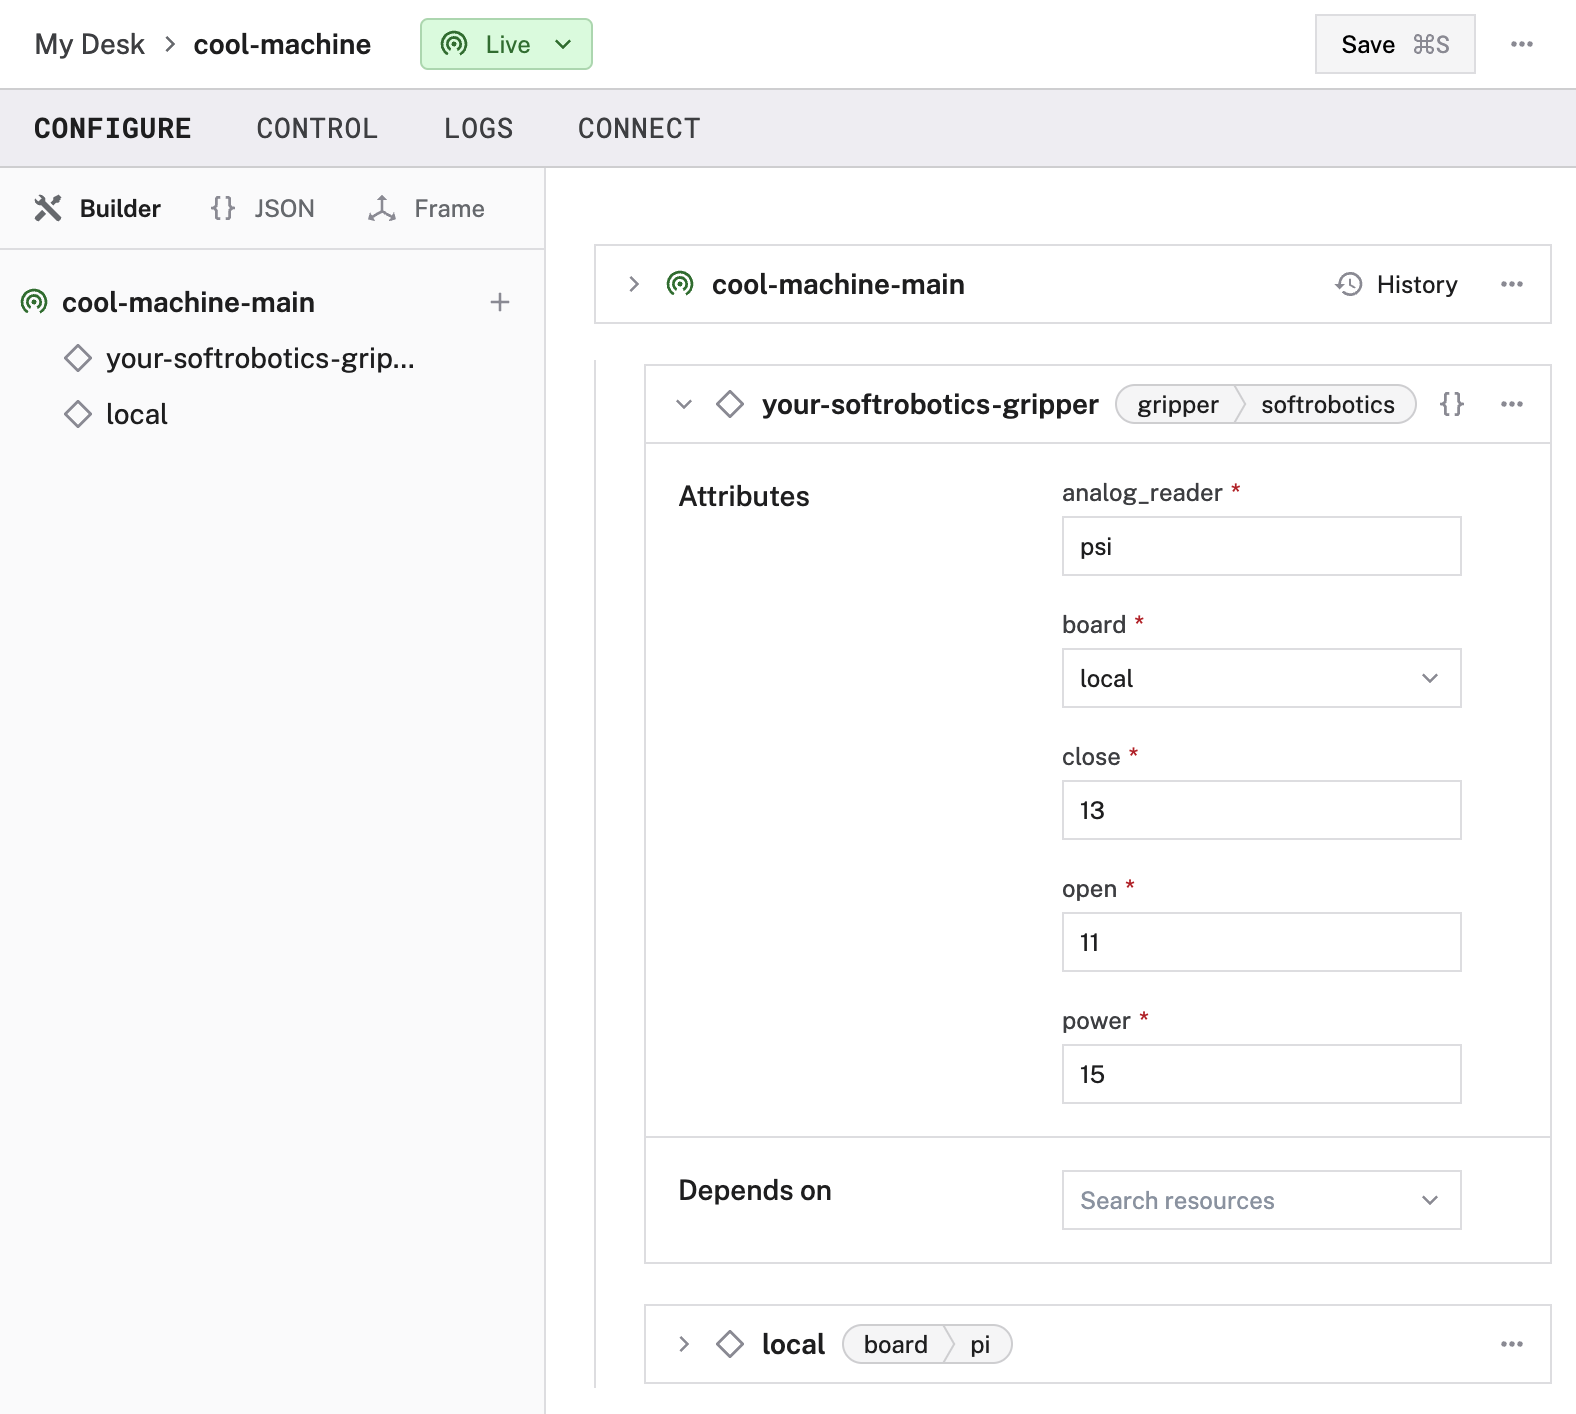 My Desk > cool-machine Live
Save ⌘S ...
CONFIGURE CONTROL LOGS CONNECT
Builder {} JSON Frame
cool-machine-main +
your-softrobotics-grip...
local
cool-machine-main History ...
your-softrobotics-gripper gripper softrobotics {} ...
Attributes
analog_reader *
psi
board *
local
close *
13
open *
11
power *
15
Depends on
Search resources
local board pi ...